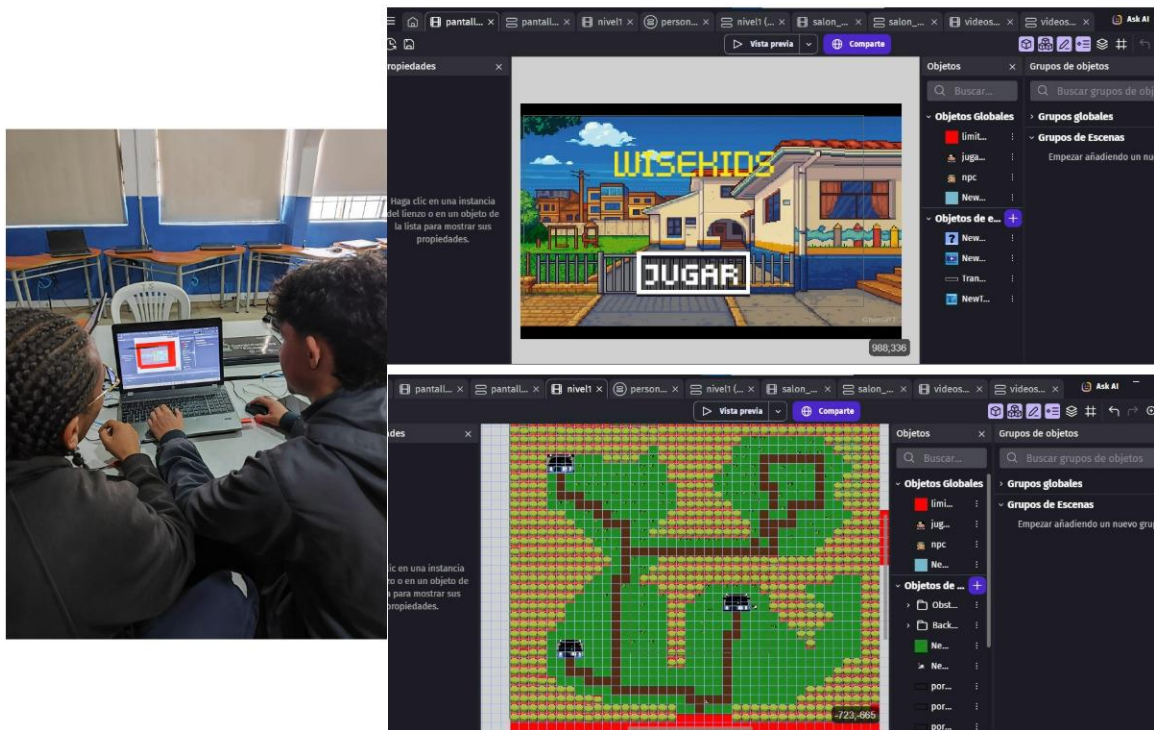 pantall...
pantall...
nivel1
person...
nivel1 (...
salon_...
salon_...
videos...
videos...
Ask AI
Vista previa
Comparte
ropiedades
Objetos
Grupos de objetos
Buscar...
Buscar grupos de obj
Objetos Globales
Grupos globales
limit...
Grupos de Escenas
juga...
Empezar añadiendo un nu
npc
New...
Objetos de e...
New...
New...
Tran...
NewT...
Haga clic en una instancia
del lienzo o en un objeto de
la lista para mostrar sus
propiedades.
WISEKIDS
JUGAR
988;336
pantall...
pantall...
nivel1
person...
nivel1 (...
salon_...
salon_...
videos...
videos...
Ask AI
Vista previa
Comparte
des
Objetos
Grupos de objetos
Buscar...
Buscar grupos de objetos
Objetos Globales
Grupos globales
limi...
Grupos de Escenas
jug...
Empezar añadiendo un nuevo grup
npc
Ne...
Objetos de ...
Obst...
Back...
Ne...
Ne...
por...
por...
por...
ic en una instancia
zo o en un objeto de
a para mostrar sus
propiedades.
-723;-665